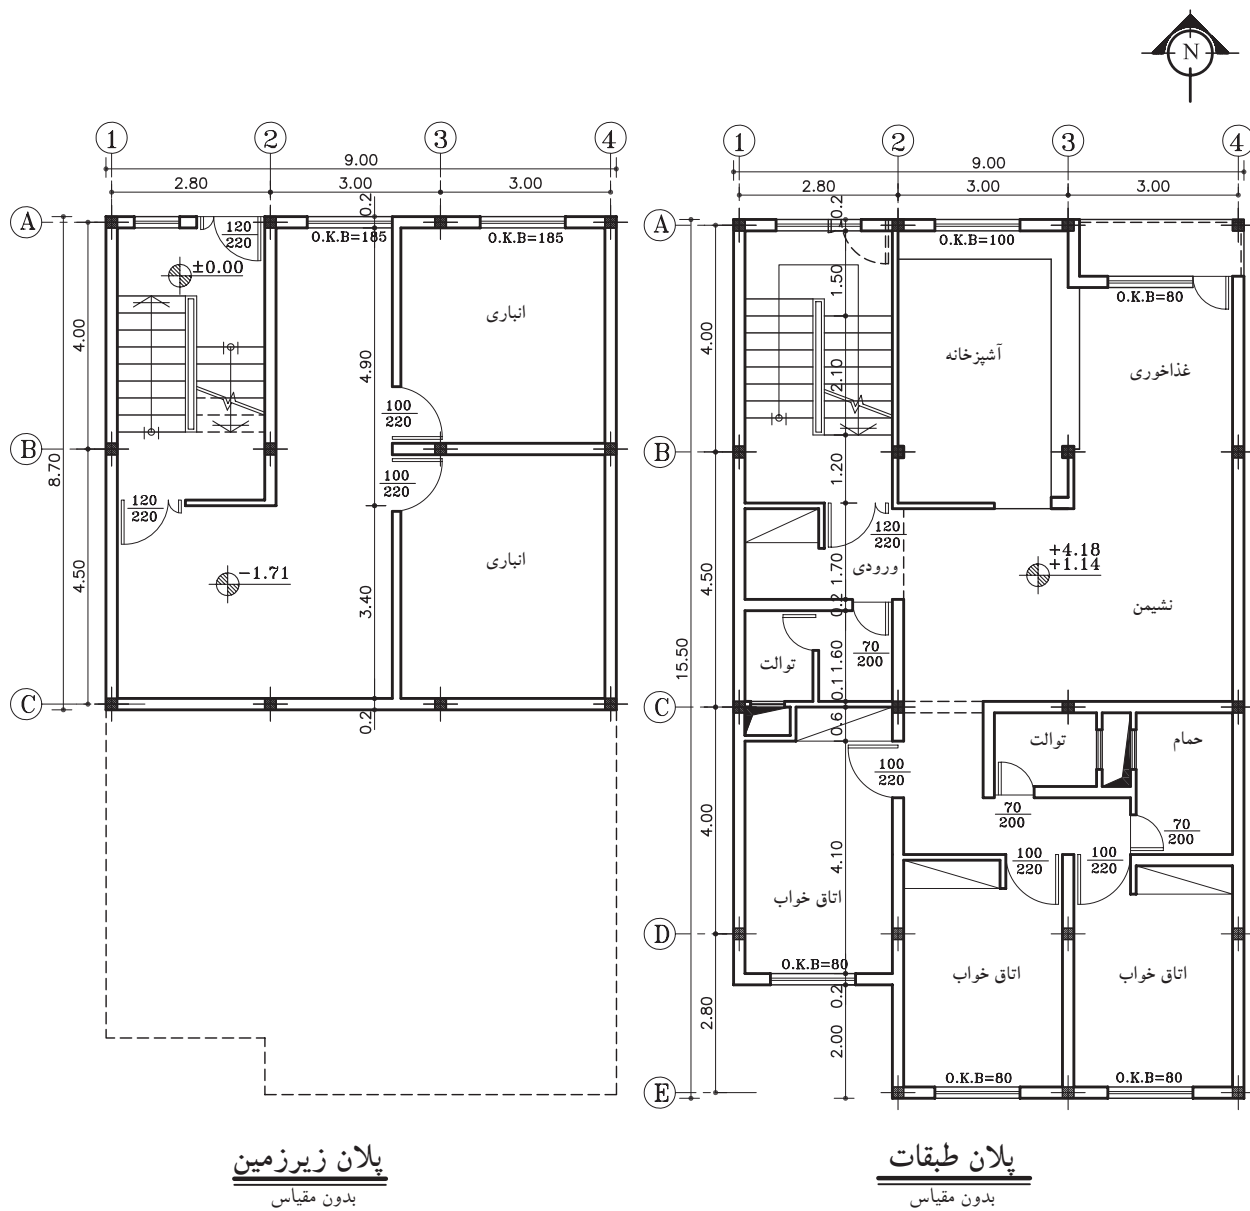 N
1
2
3
4
9.00
2.80
3.00
3.00
0.2
A
120
220
O.K.B=185
O.K.B=185
±0.00
انباری
4.00
4.90
100
220
B
8.70
100
220
120
220
-1.71
انباری
4.50
3.40
C
0.2
پلان زیرزمین
بدون مقیاس
1
2
3
4
9.00
2.80
3.00
3.00
0.2
A
O.K.B=100
1.50
O.K.B=80
4.00
آشپزخانه
غذاخوری
2.10
B
1.20
120
220
+4.18
+1.14
ورودی
1.70
4.50
نشیمن
0.2
15.50
70
200
توالت
1.60
0.1
C
0.6
توالت
حمام
100
220
70
200
70
200
4.00
4.10
100
220
100
220
اتاق خواب
D
O.K.B=80
اتاق خواب
اتاق خواب
0.2
2.80
2.00
O.K.B=80
O.K.B=80
E
پلان طبقات
بدون مقیاس